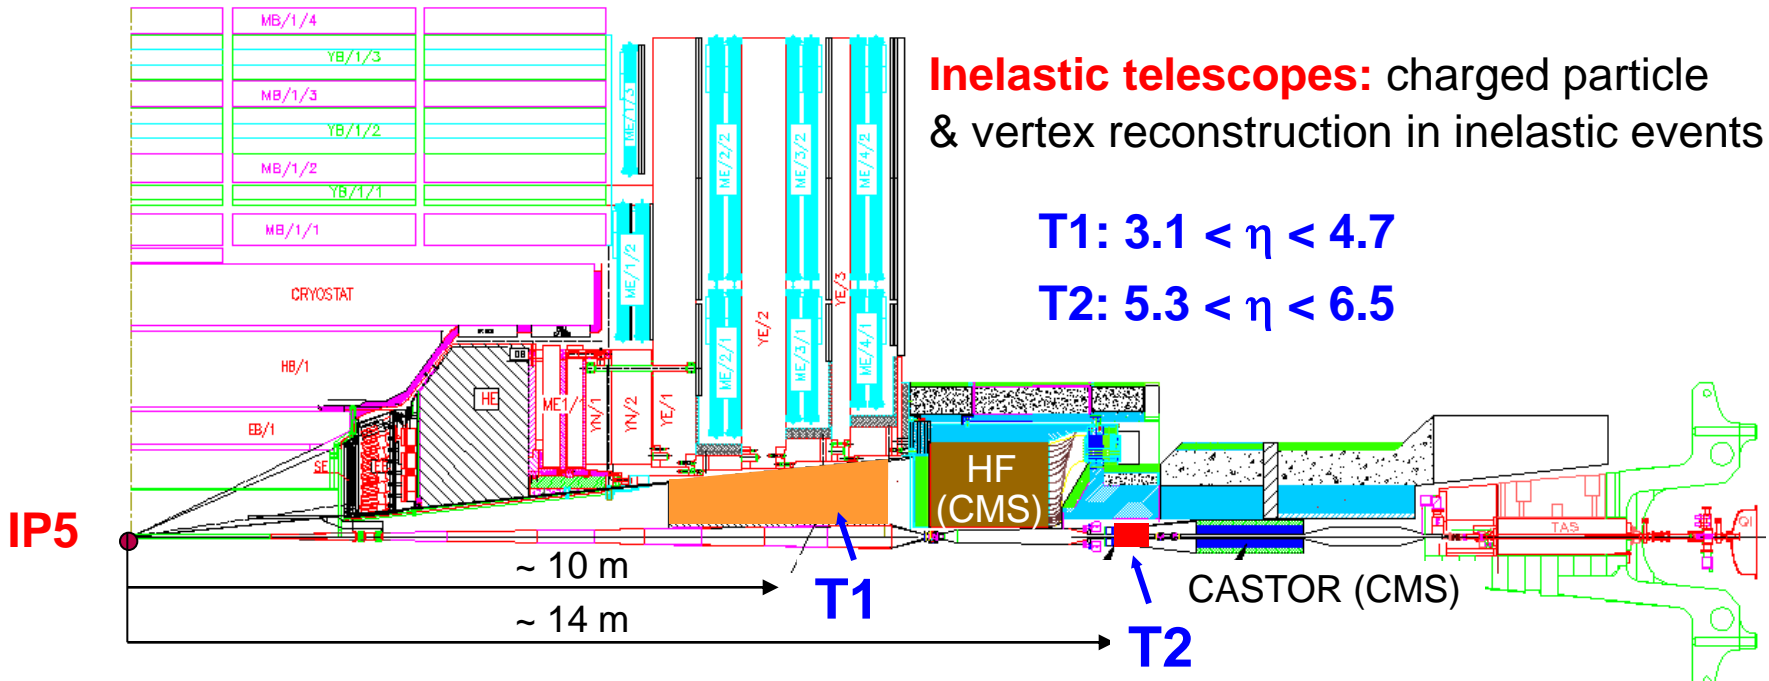 MB/1/4
YB/1/3
MB/1/3
YB/1/2
MB/1/2
YB/1/1
MB/1/1
CRYOSTAT
HB/1
EB/1
SE
HE
ME1/1
YN/1
YN/2
YE/1
ME/1/3
ME/1/2
ME/2/2
ME/2/1
YE/2
ME/3/2
ME/3/1
YE/3
ME/4/2
ME/4/1
Inelastic telescopes: charged particle
& vertex reconstruction in inelastic events
T1: 3.1 < η < 4.7
T2: 5.3 < η < 6.5
HF
(CMS)
IP5
TAS
Q1
~ 10 m
T1
CASTOR (CMS)
~ 14 m
T2